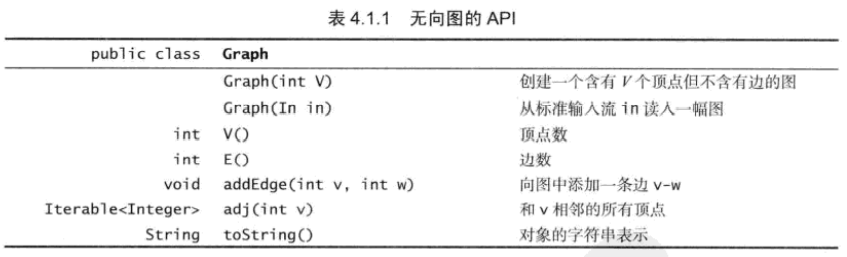 表 4.1.1 无向图的 API
public class Graph
Graph(int V) 创建一个含有 V 个顶点但不含有边的图
Graph(In in) 从标准输入流 in 读入一幅图
int V() 顶点数
int E() 边数
void addEdge(int v, int w) 向图中添加一条边 v-w
Iterable<Integer> adj(int v) 和 v 相邻的所有顶点
String toString() 对象的字符串表示